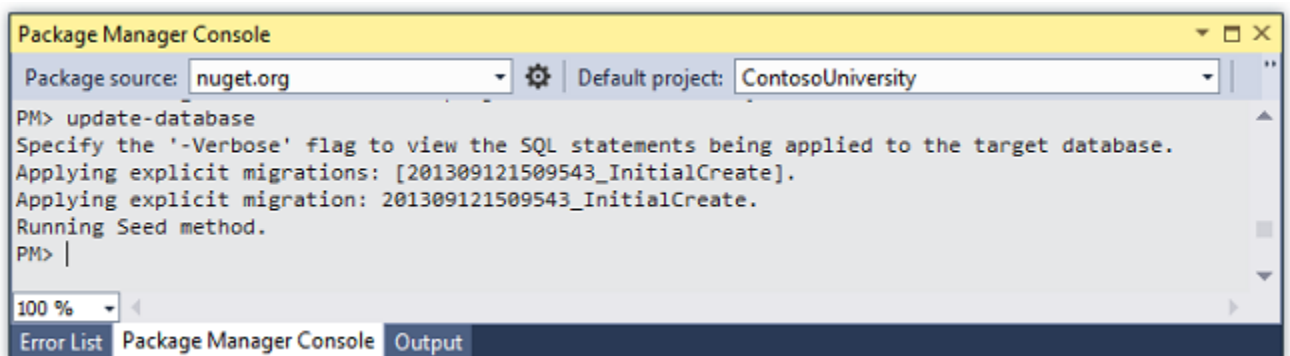 Package Manager Console
Package source: nuget.org Default project: ContosoUniversity
PM> update-database
Specify the '-Verbose' flag to view the SQL statements being applied to the target database.
Applying explicit migrations: [201309121509543_InitialCreate].
Applying explicit migration: 201309121509543_InitialCreate.
Running Seed method.
PM>
100 %
Error List Package Manager Console Output